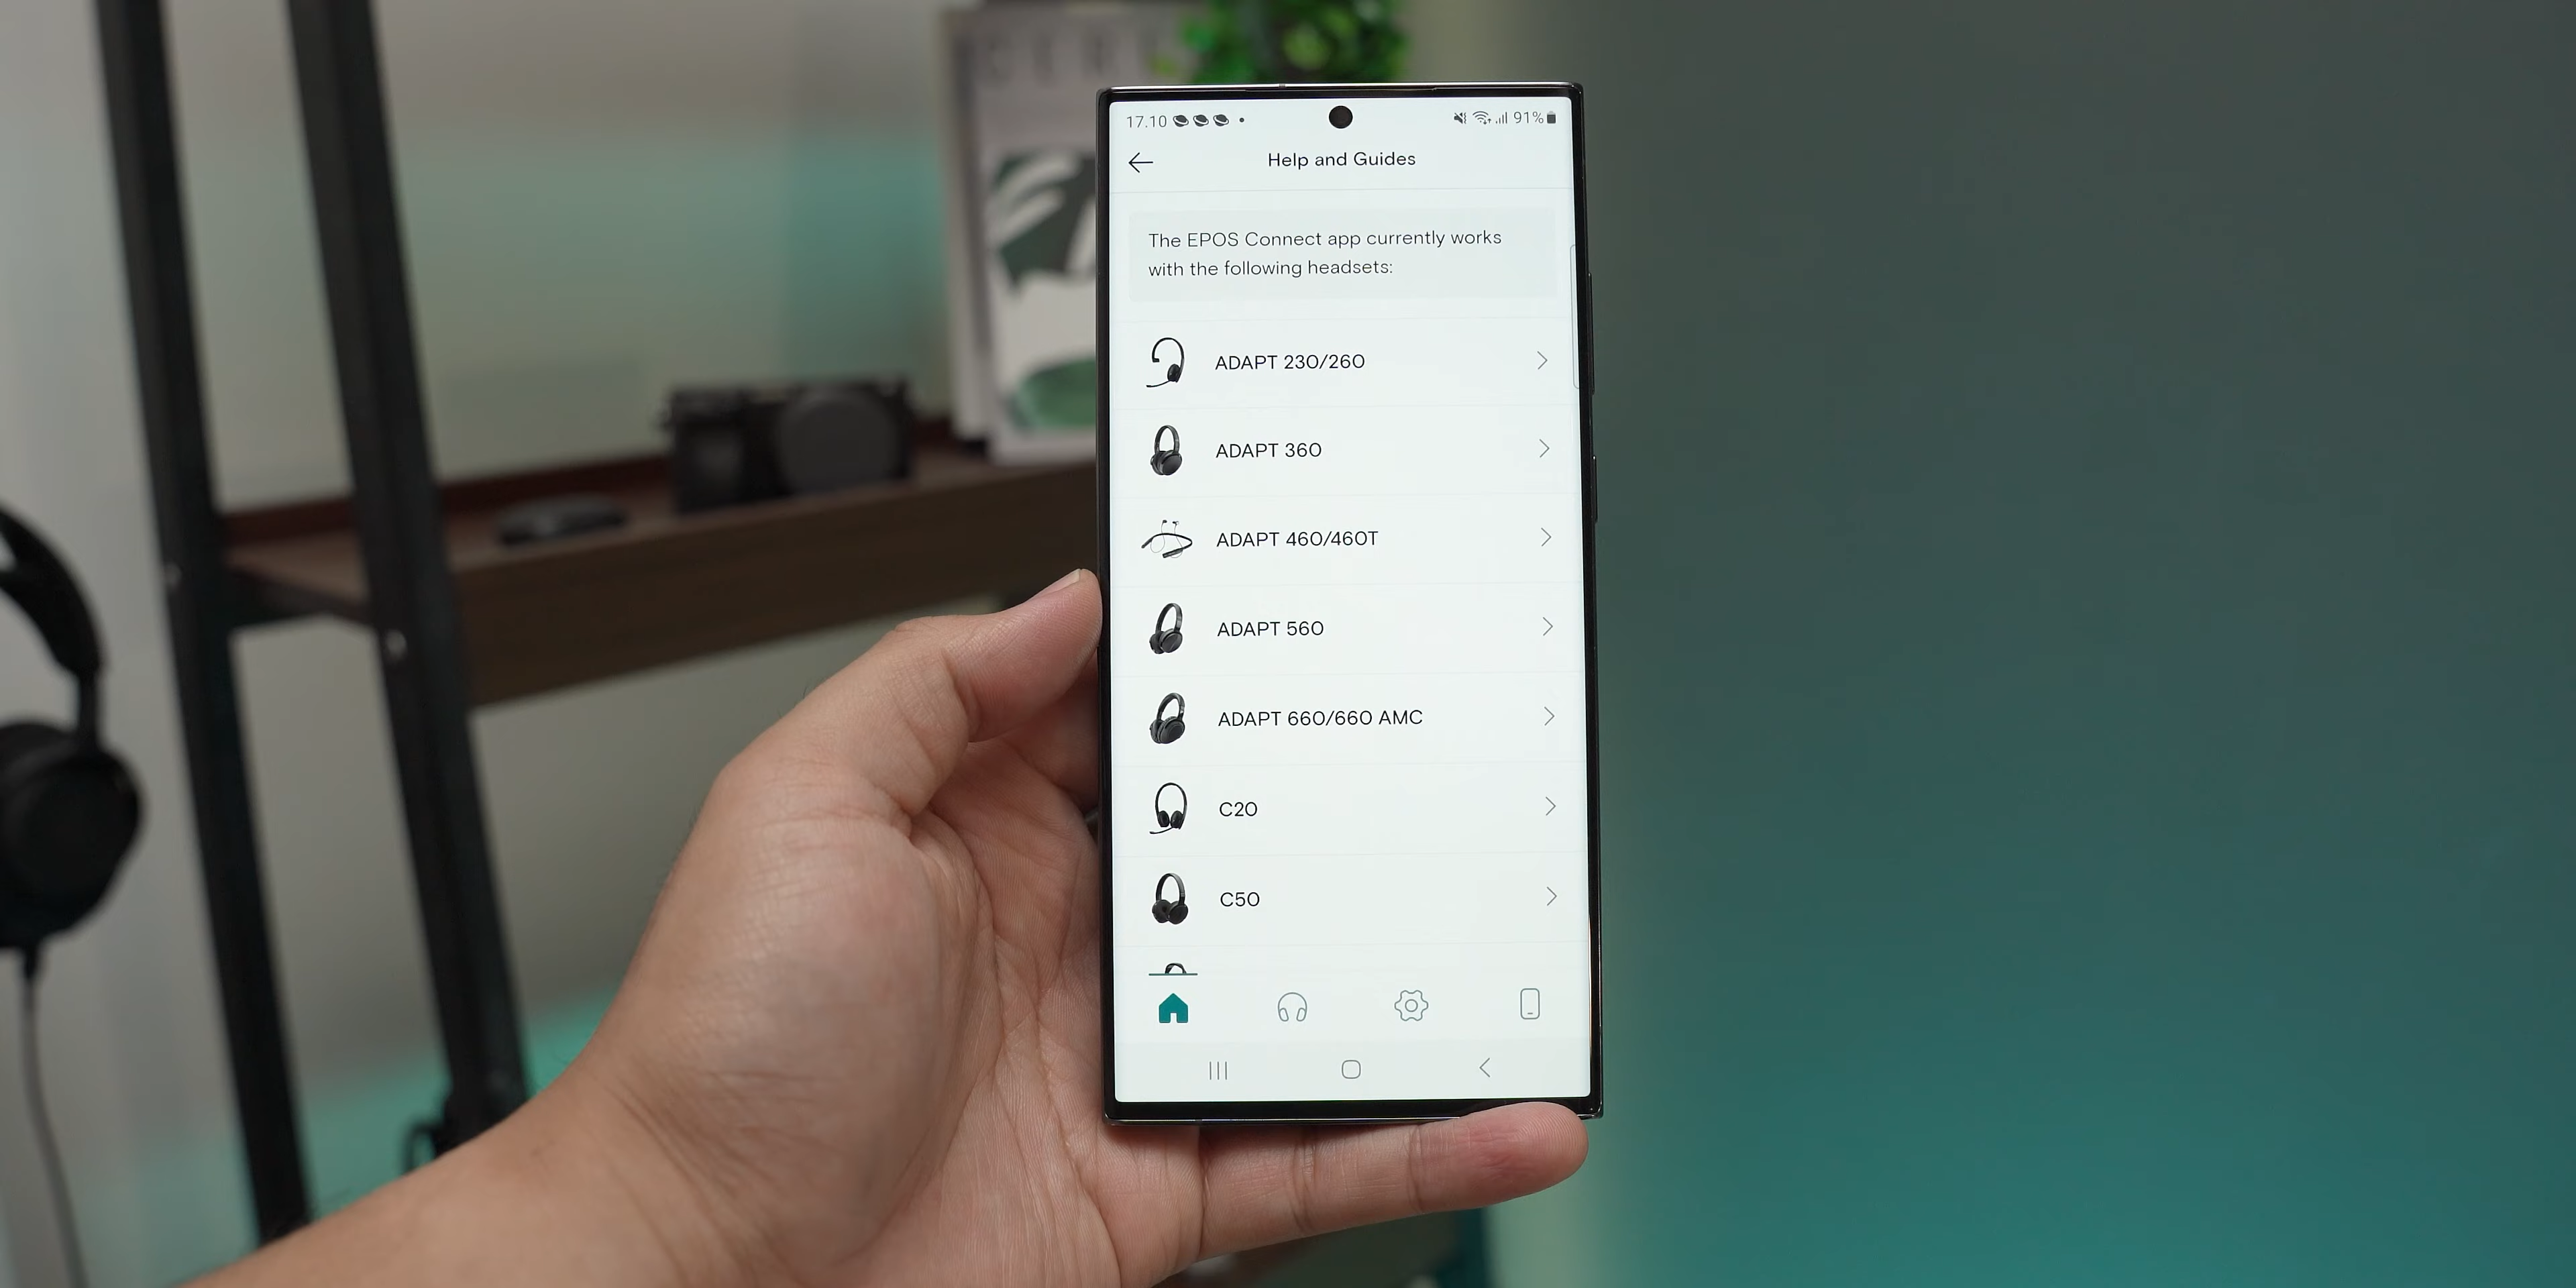 17.10
91%
Help and Guides
The EPOS Connect app currently works
with the following headsets:
ADAPT 230/260
ADAPT 360
ADAPT 460/460T
ADAPT 560
ADAPT 660/660 AMC
C20
C50